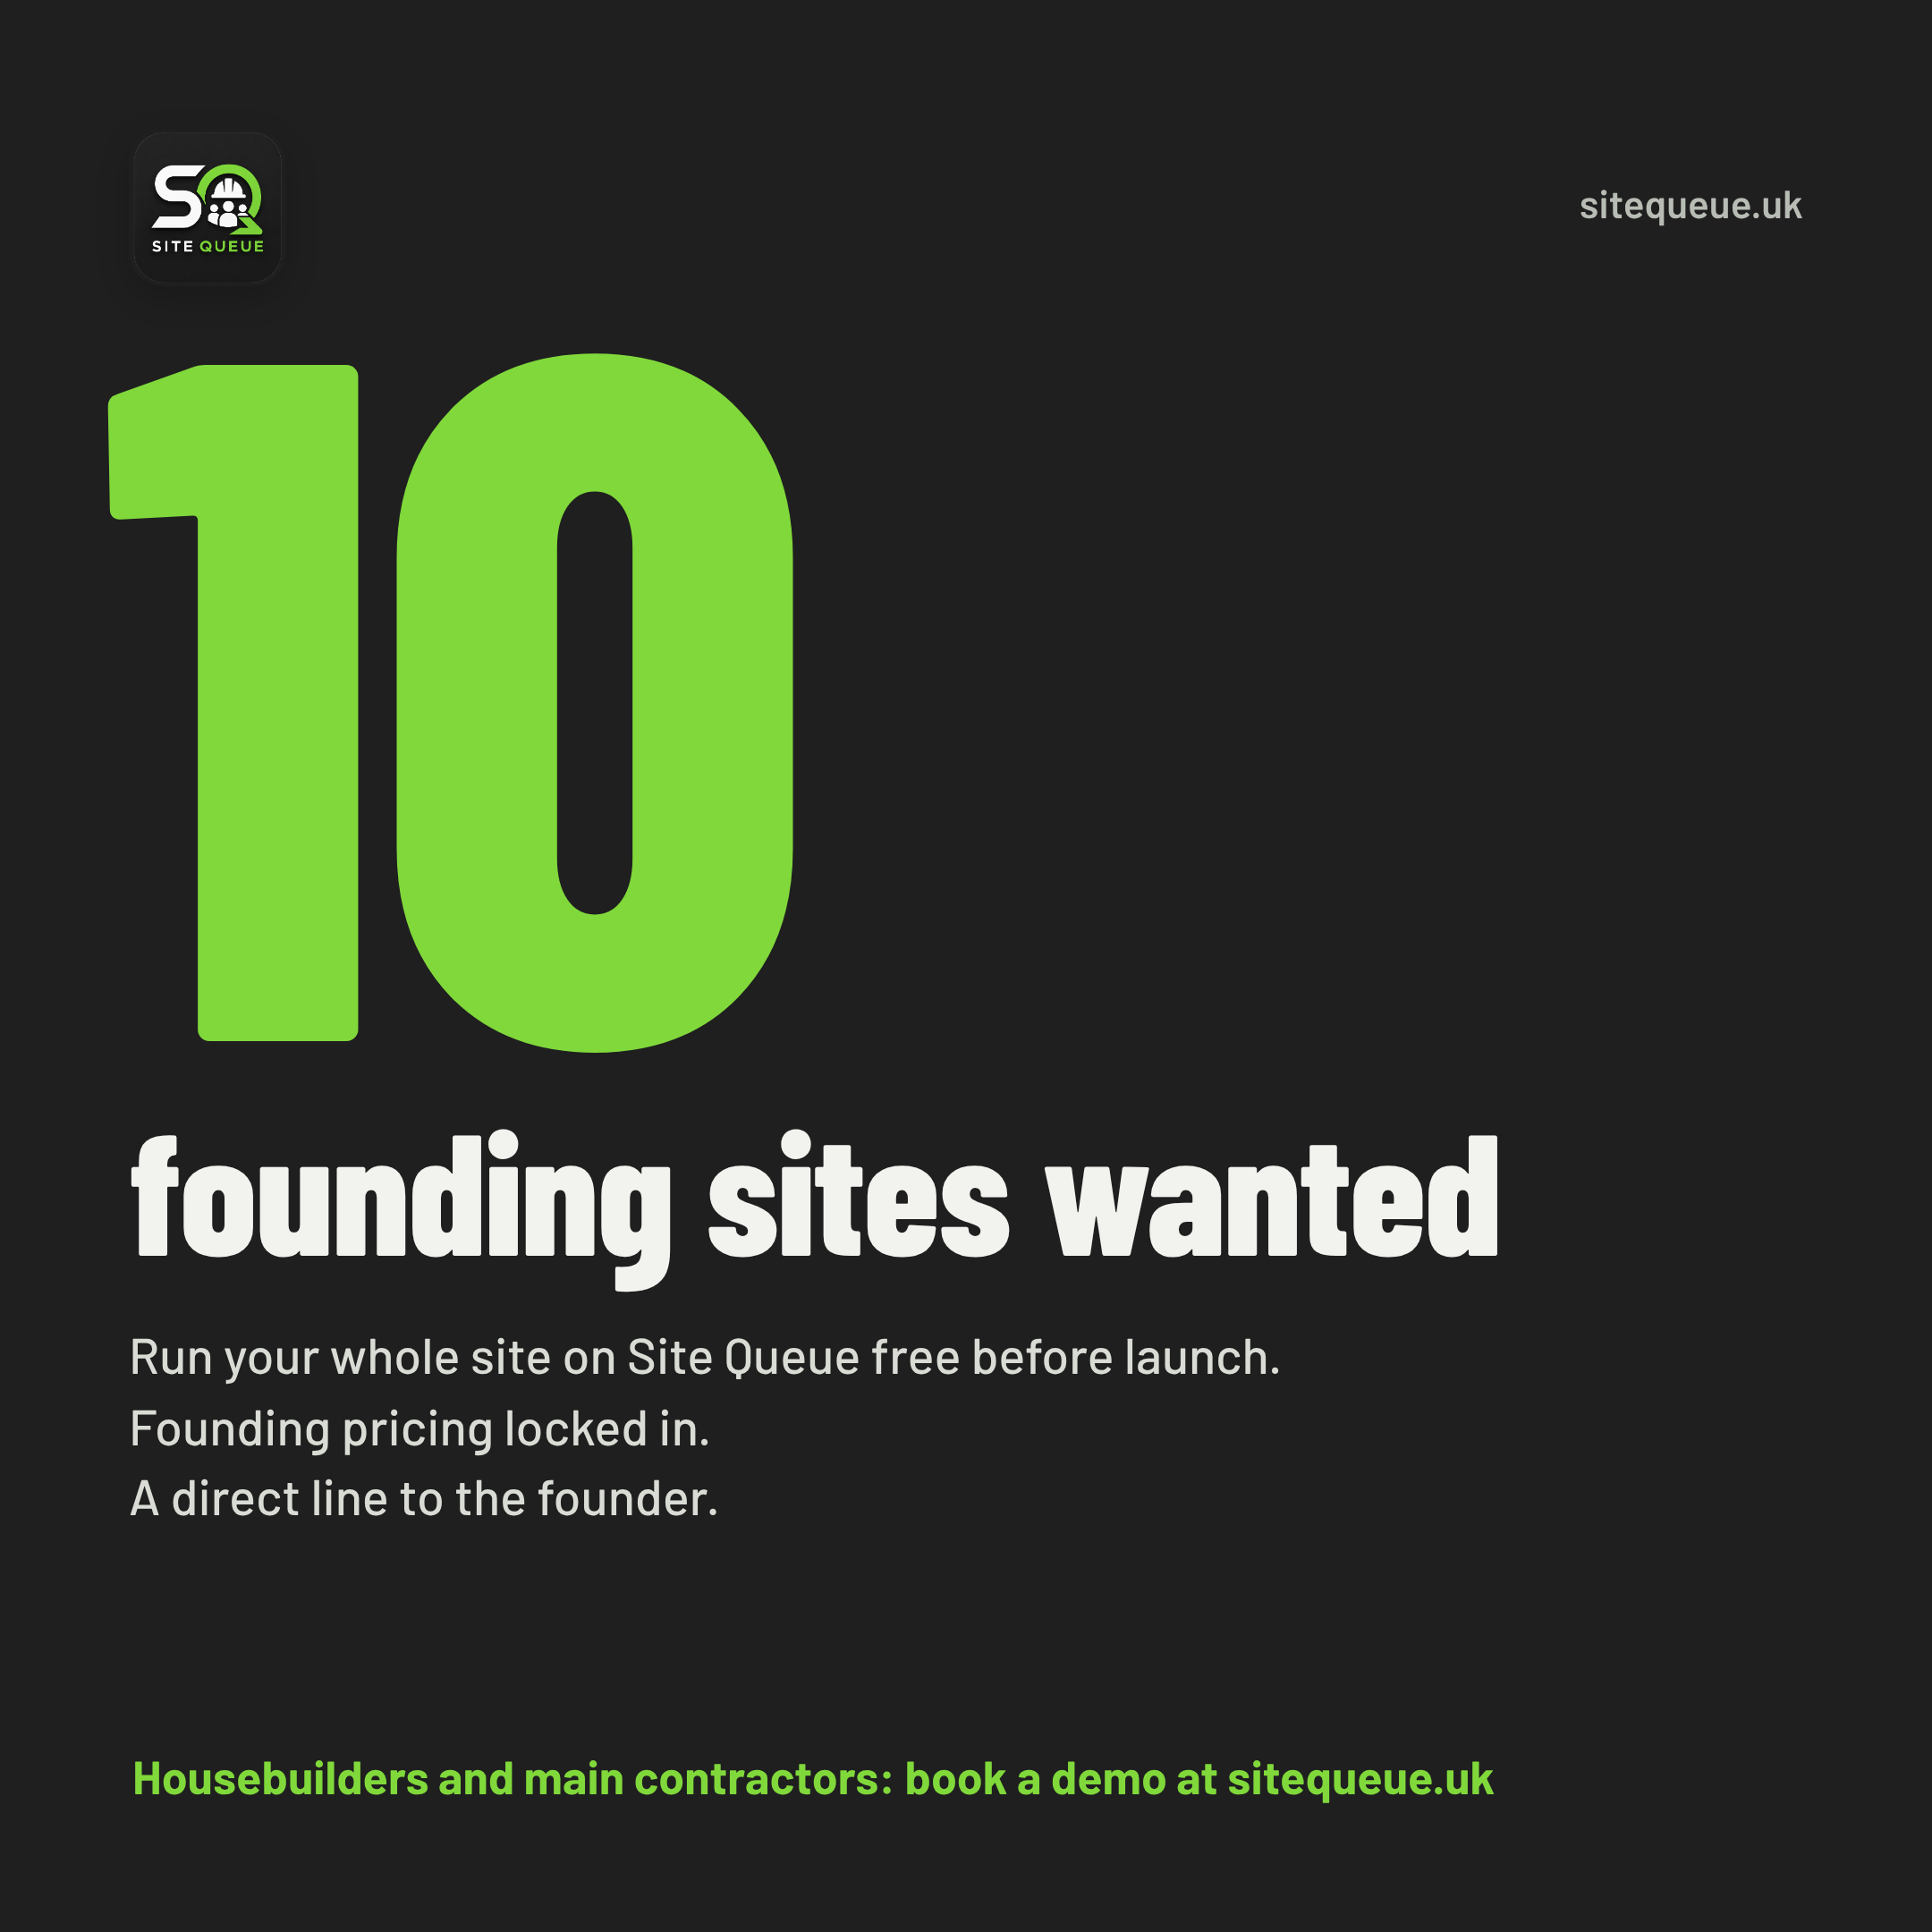 SQ
SITE QUEUE
sitequeue.uk
10
founding sites wanted
Run your whole site on Site Queue free before launch.
Founding pricing locked in.
A direct line to the founder.
Housebuilders and main contractors: book a demo at sitequeue.uk